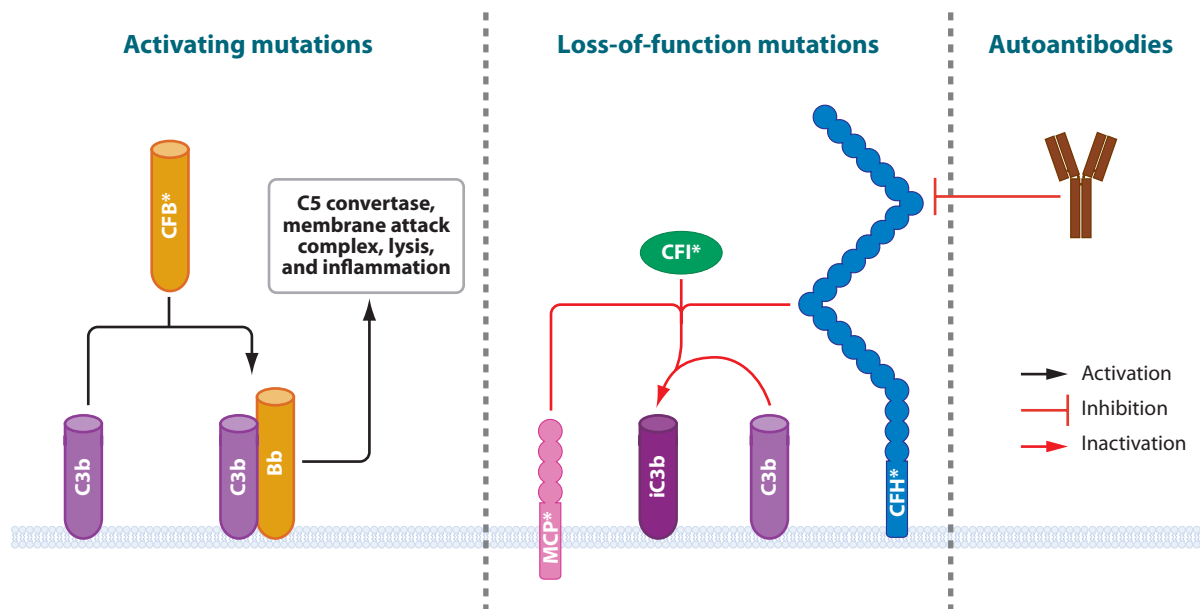 Activating mutations
Loss-of-function mutations
Autoantibodies
CFB*
C5 convertase,
membrane attack
complex, lysis,
and inflammation
CFI*
C3b
C3b
Bb
MCP*
iC3b
C3b
CFH*
Activation
Inhibition
Inactivation